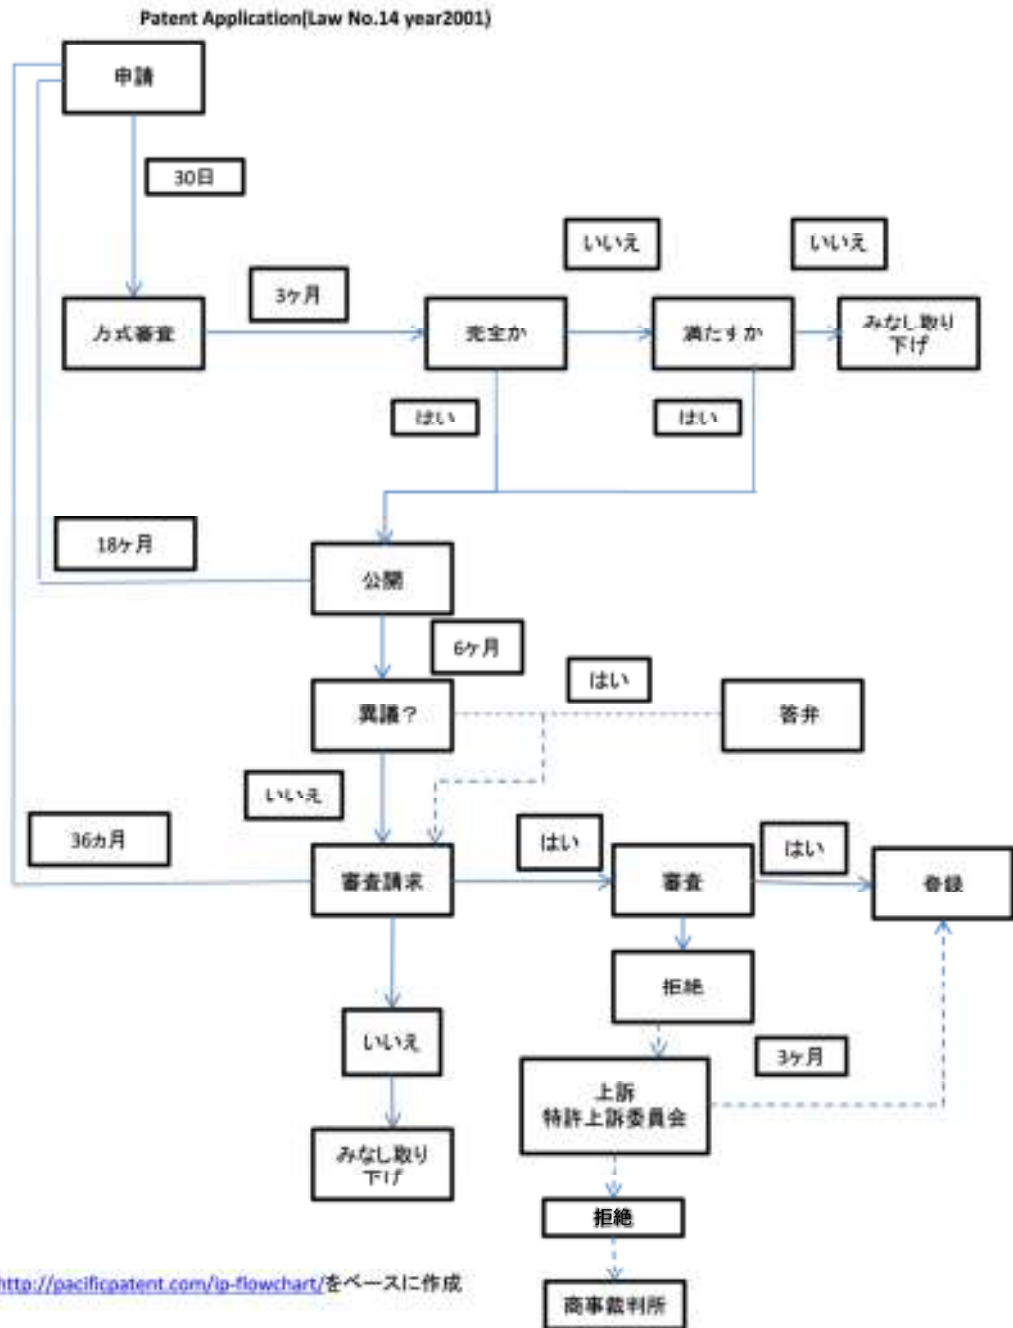 Patent Application(Law No.14 year2001)
申請
30日
いいえ
いいえ
3ケ月
方式審査
完全か
満たすか
みなし取り
下げ
はい
はい
18ケ月
公開
6ケ月
はい
異議？
答弁
いいえ
36カ月
はい
はい
審査請求
審査
登録
拒絶
いいえ
3ケ月
上訴
特許上訴委員会
みなし取り
下げ
拒絶
http://pacificpatent.com/ip-flowchart/をベースに作成
商事裁判所